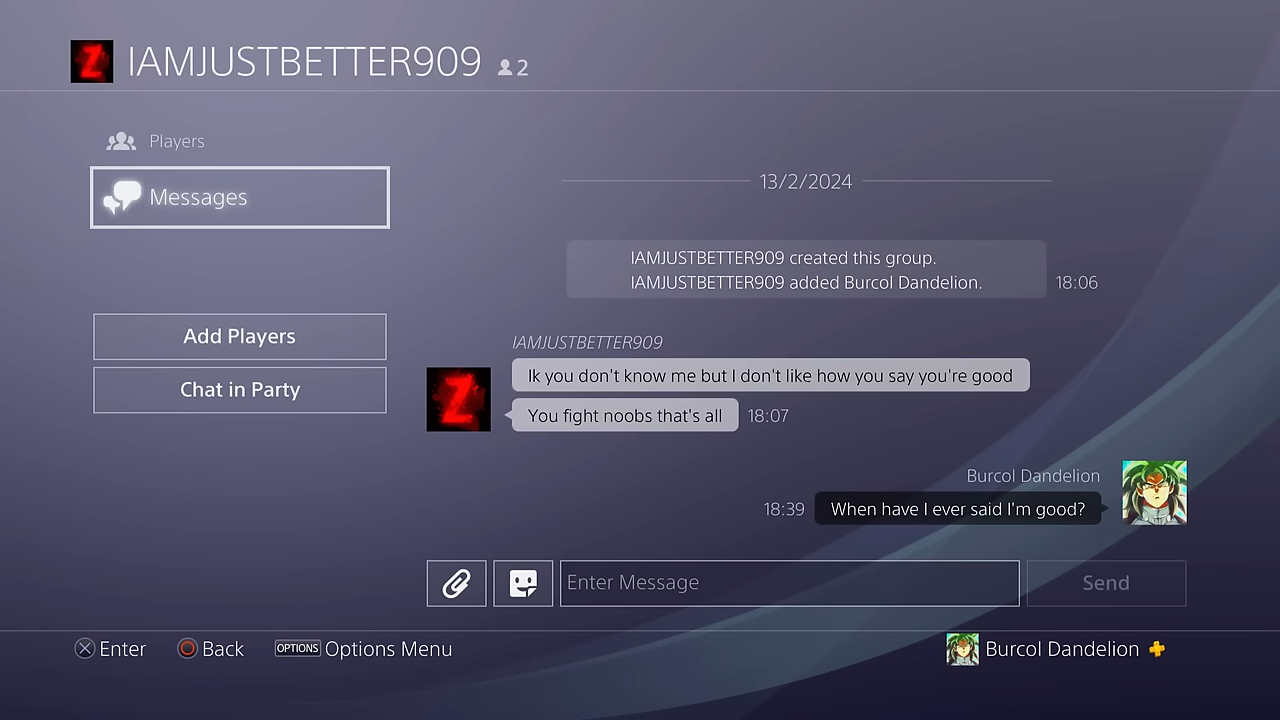 Z IAMJUSTBETTER909 2
Players
Messages
Add Players
Chat in Party
13/2/2024
IAMJUSTBETTER909 created this group.
IAMJUSTBETTER909 added Burcol Dandelion. 18:06
IAMJUSTBETTER909
Z
Ik you don't know me but I don't like how you say you're good
You fight noobs that's all 18:07
Burcol Dandelion
18:39 When have I ever said I'm good?
Enter Message
Send
Enter Back OPTIONS Options Menu Burcol Dandelion